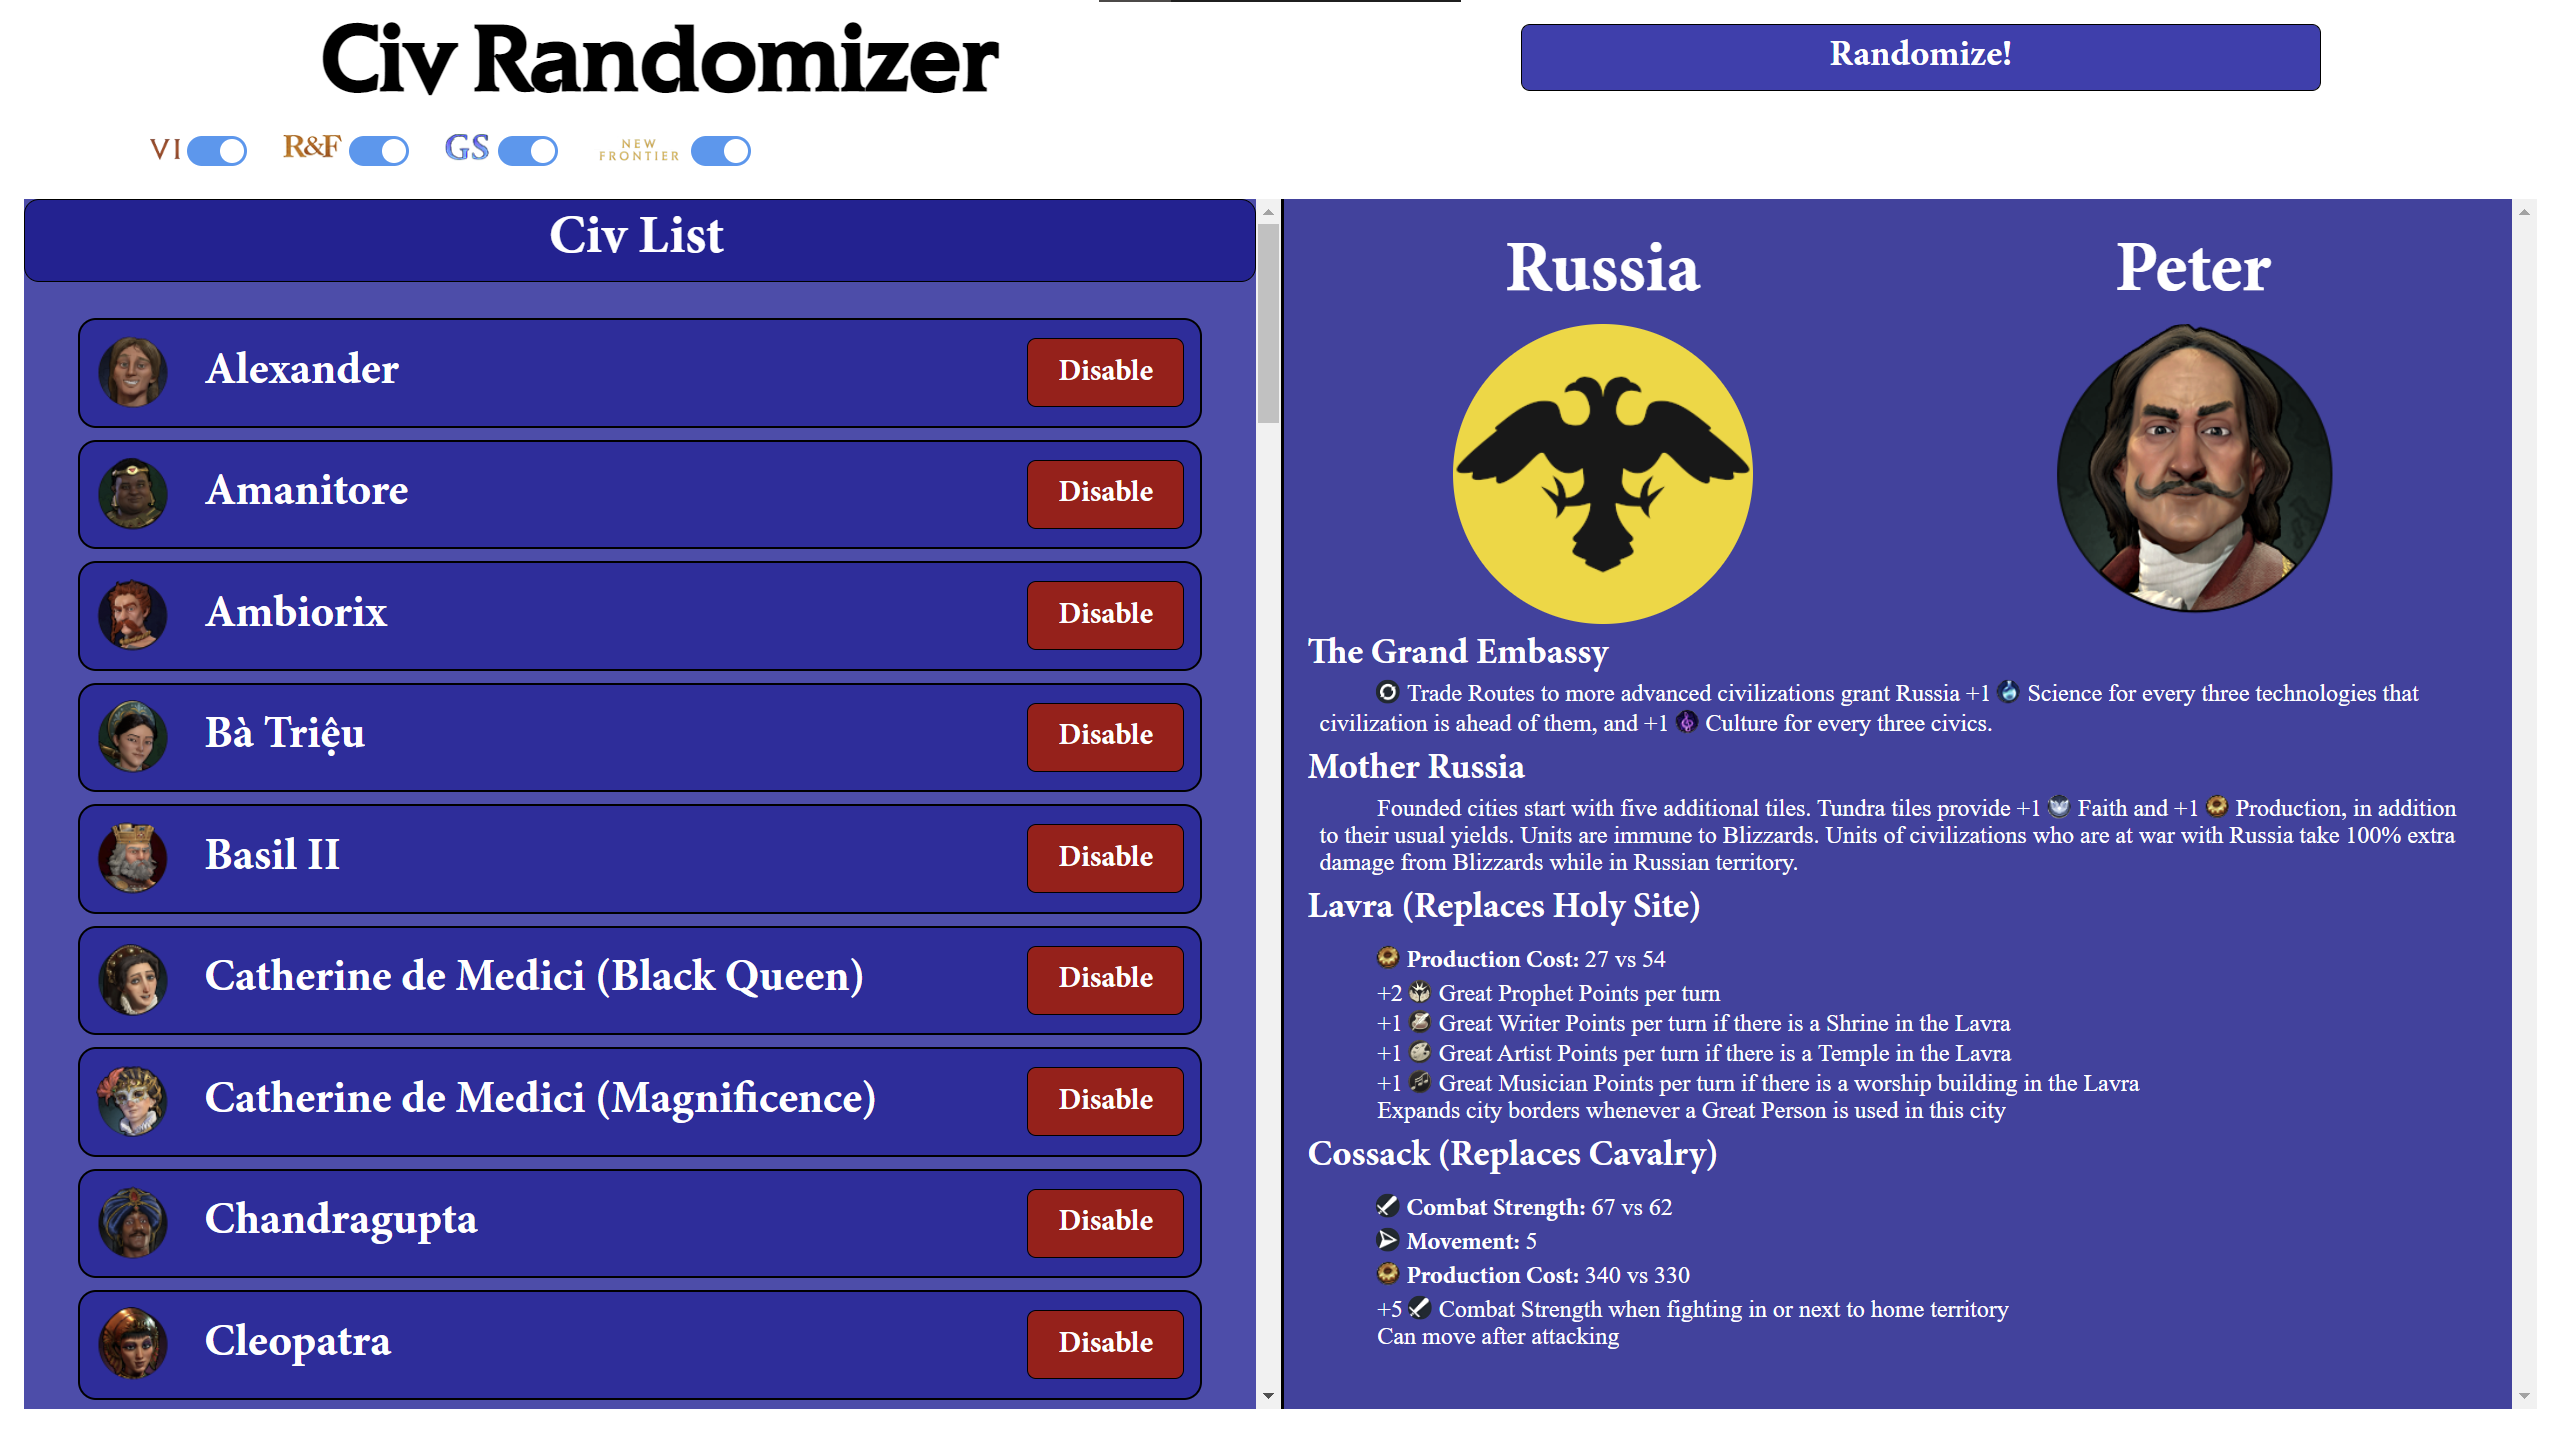 Civ Randomizer
Randomize!
VI
R&F
GS
NEW
FRONTIER
Civ List
Alexander
Disable
Amanitore
Disable
Ambiorix
Disable
Bà Triệu
Disable
Basil II
Disable
Catherine de Medici (Black Queen)
Disable
Catherine de Medici (Magnificence)
Disable
Chandragupta
Disable
Cleopatra
Disable
Russia
Peter
The Grand Embassy
Trade Routes to more advanced civilizations grant Russia +1 Science for every three technologies that
civilization is ahead of them, and +1 Culture for every three civics.
Mother Russia
Founded cities start with five additional tiles. Tundra tiles provide +1 Faith and +1 Production, in addition
to their usual yields. Units are immune to Blizzards. Units of civilizations who are at war with Russia take 100% extra
damage from Blizzards while in Russian territory.
Lavra (Replaces Holy Site)
Production Cost: 27 vs 54
+2 Great Prophet Points per turn
+1 Great Writer Points per turn if there is a Shrine in the Lavra
+1 Great Artist Points per turn if there is a Temple in the Lavra
+1 Great Musician Points per turn if there is a worship building in the Lavra
Expands city borders whenever a Great Person is used in this city
Cossack (Replaces Cavalry)
Combat Strength: 67 vs 62
Movement: 5
Production Cost: 340 vs 330
+5 Combat Strength when fighting in or next to home territory
Can move after attacking